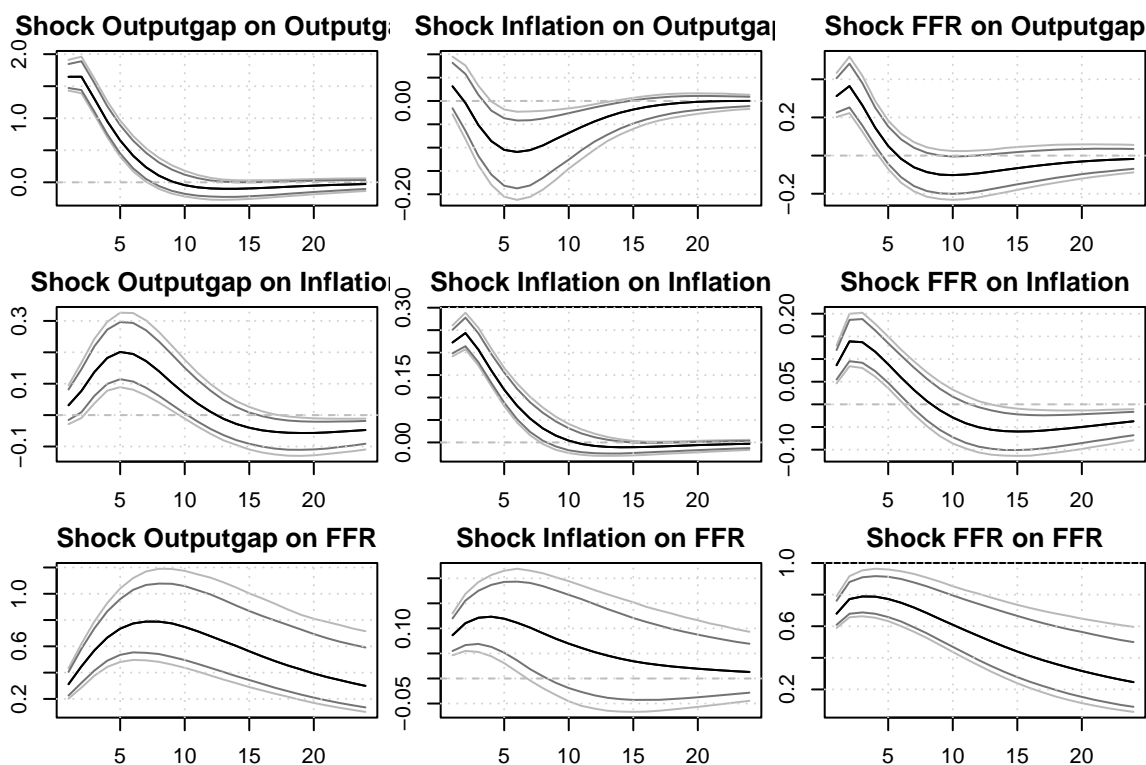 Shock Outputgap on Outputga
Shock Inflation on Outputgap
Shock FFR on Outputgap
2.0
1.0
0.0
5 10 15 20
0.00
−0.20
5 10 15 20
0.2
−0.2
5 10 15 20
Shock Outputgap on Inflation
Shock Inflation on Inflation
Shock FFR on Inflation
0.3
0.1
−0.1
5 10 15 20
0.30
0.15
0.00
5 10 15 20
0.20
0.05
−0.10
5 10 15 20
Shock Outputgap on FFR
Shock Inflation on FFR
Shock FFR on FFR
1.0
0.6
0.2
5 10 15 20
0.10
−0.05
5 10 15 20
1.0
0.6
0.2
5 10 15 20